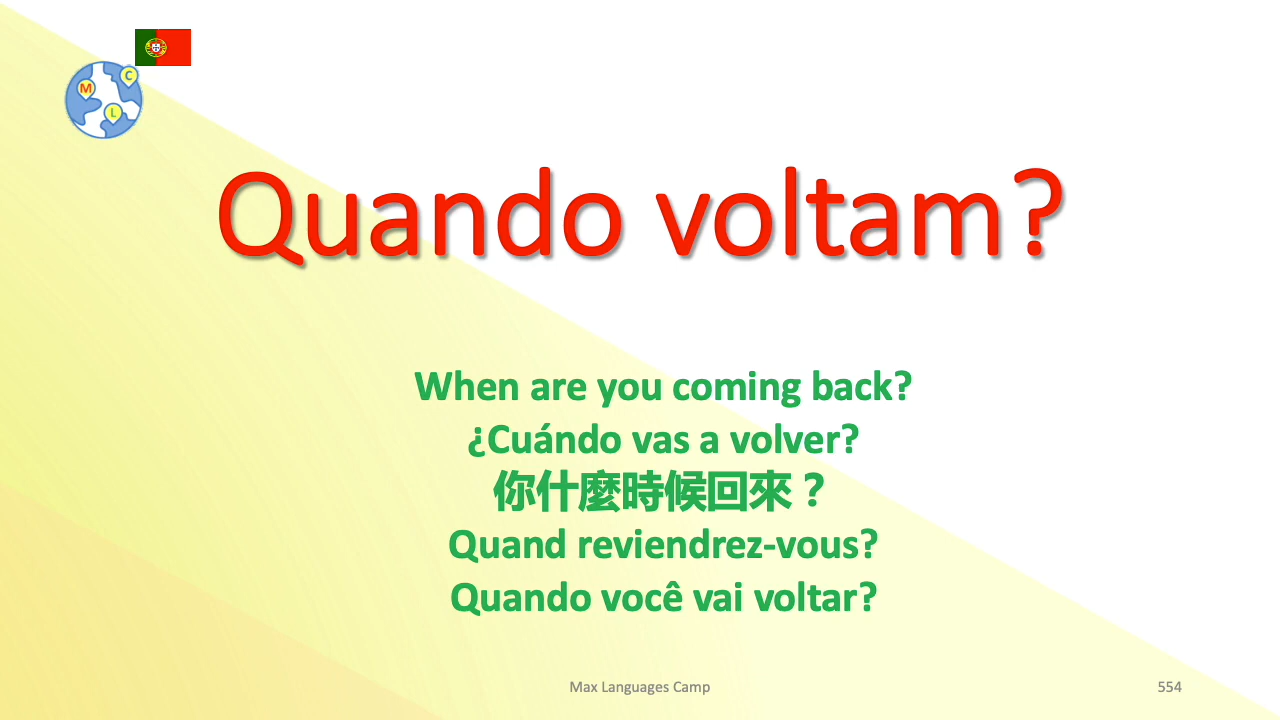 C
M
L
Quando voltam?
When are you coming back?
¿Cuándo vas a volver?
你什麼時候回來？
Quand reviendrez-vous?
Quando você vai voltar?
Max Languages Camp
554